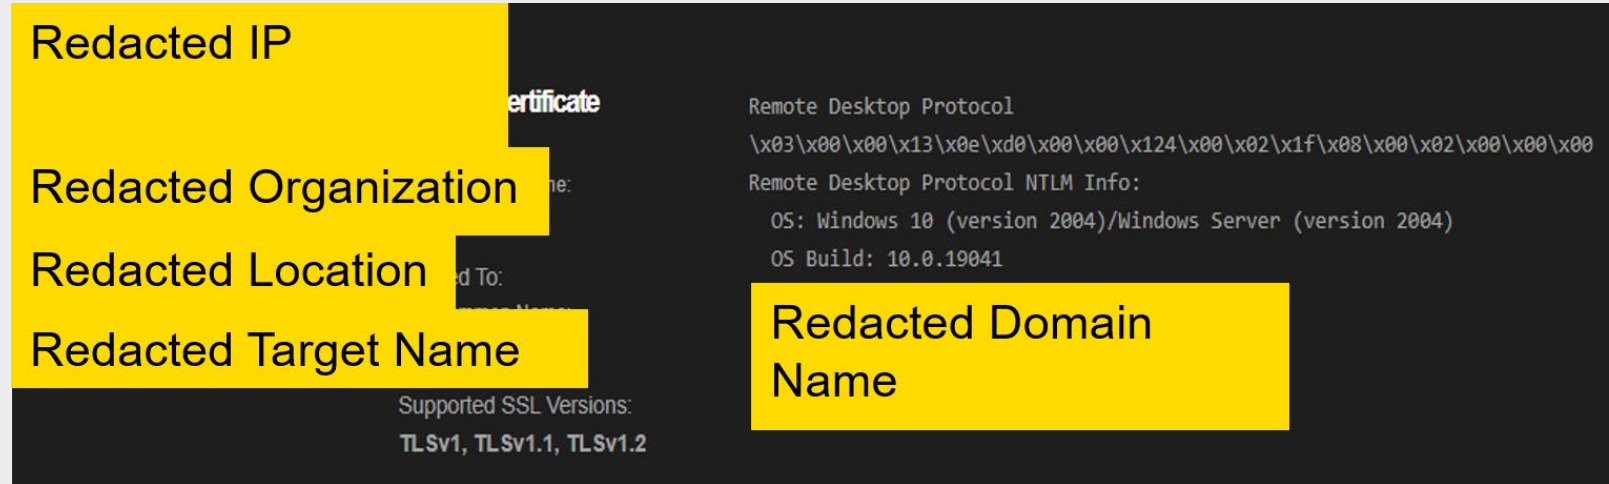 Redacted IP
ertificate
Redacted Organization
ne:
Redacted Location
d To:
Redacted Target Name
Supported SSL Versions:
TLSv1, TLSv1.1, TLSv1.2
Remote Desktop Protocol
\x03\x00\x00\x13\x0e\xd0\x00\x00\x124\x00\x02\x1f\x08\x00\x02\x00\x00\x00
Remote Desktop Protocol NTLM Info:
OS: Windows 10 (version 2004)/Windows Server (version 2004)
OS Build: 10.0.19041
Redacted Domain
Name